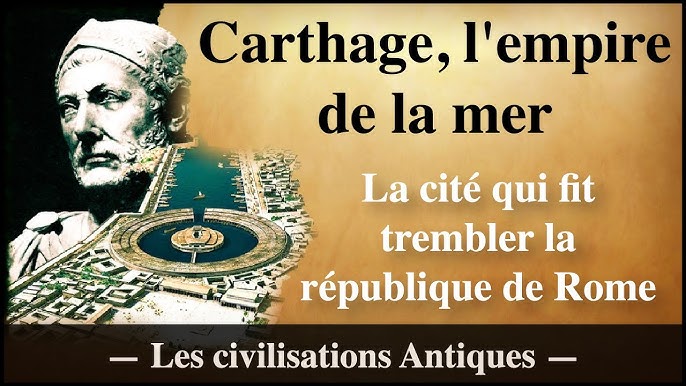 Carthage, l'empire
de la mer
La cité qui fit
trembler la
république de Rome
— Les civilisations Antiques —